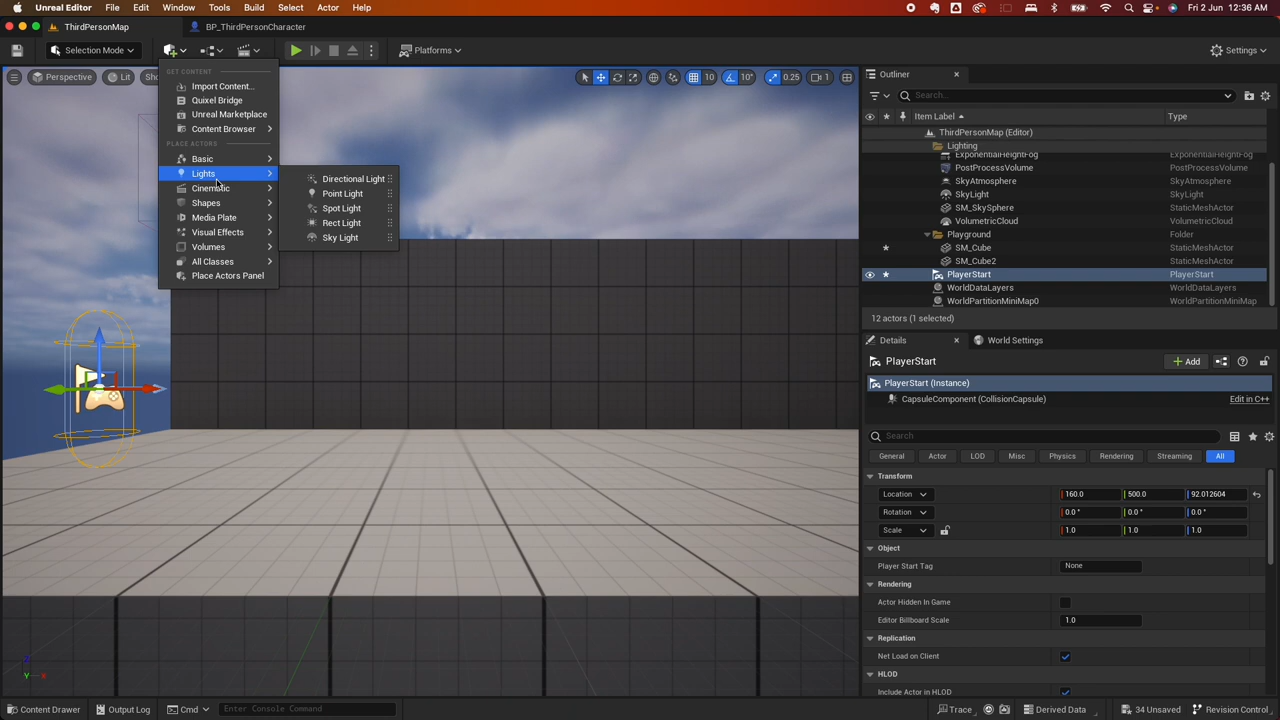 Unreal Editor File Edit Window Tools Build Select Actor Help Fri 2 Jun 12:36 AM
ThirdPersonMap BP_ThirdPersonCharacter
Selection Mode Platforms Settings
Perspective Lit 10 10° 0.25 1
GET CONTENT
Import Content...
Quixel Bridge
Unreal Marketplace
Content Browser
PLACE ACTORS
Basic
Lights
Cinematic
Shapes
Media Plate
Visual Effects
Volumes
All Classes
Place Actors Panel
Directional Light
Point Light
Spot Light
Rect Light
Sky Light
Z
Y X
Outliner
Search...
Item Label Type
ThirdPersonMap (Editor)
Lighting
ExponentialHeightFog ExponentialHeightFog
PostProcessVolume PostProcessVolume
SkyAtmosphere SkyAtmosphere
SkyLight SkyLight
SM_SkySphere StaticMeshActor
VolumetricCloud VolumetricCloud
Playground Folder
SM_Cube StaticMeshActor
SM_Cube2 StaticMeshActor
PlayerStart PlayerStart
WorldDataLayers WorldDataLayers
WorldPartitionMiniMap0 WorldPartitionMiniMap
12 actors (1 selected)
Details World Settings
PlayerStart Add
PlayerStart (Instance)
CapsuleComponent (CollisionCapsule) Edit in C++
Search
General Actor LOD Misc Physics Rendering Streaming All
Transform
Location 160.0 500.0 92.012604
Rotation 0.0 ° 0.0 ° 0.0 °
Scale 1.0 1.0 1.0
Object
Player Start Tag None
Rendering
Actor Hidden In Game
Editor Billboard Scale 1.0
Replication
Net Load on Client
HLOD
Include Actor in HLOD
Content Drawer Output Log Cmd Enter Console Command Trace Derived Data 34 Unsaved Revision Control